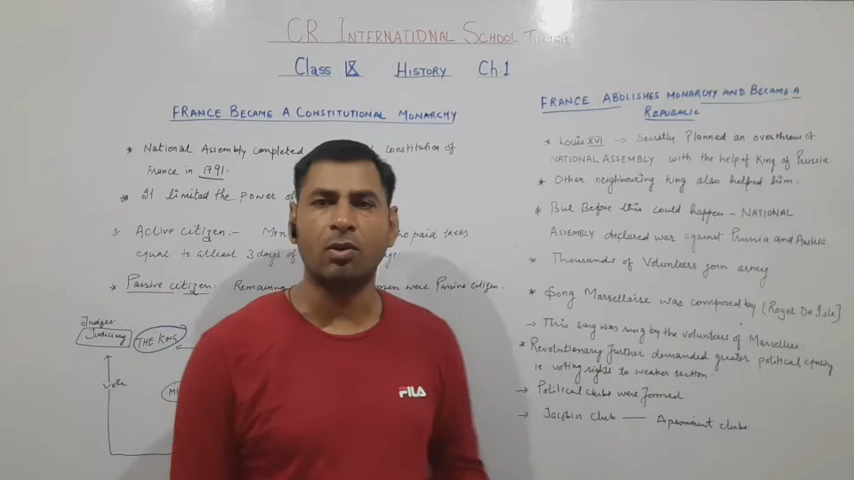 CR. INTERNATIONAL SCHOOL
Class IX HISTORY Ch.1
FRANCE BECAME A CONSTITUTIONAL MONARCHY
* National Assembly completed constitution of
France in 1791.
* It limited the power of
* Active citizen:- Men who paid taxes
equal to atleast 3 days of
* Passive citizen. Remaining women were Passive citizen.
Judges
Judiciary
THE KING
Vote
FILA
FRANCE ABOLISHES MONARCHY AND BECAME A
REPUBLIC
* Louis XVI → Secretly Planned an overthrow of
NATIONAL ASSEMBLY with the help of King of Prussia.
* Other neighbouring king also helped him.
* But Before this could happen - NATIONAL
ASSEMBLY declared war against Prussia and Austria
* Thousands of Volunteers join army
* Song Marsellaise was composed by (Roget De Isle)
→ This song was sung by the volunteers of Marsellies
* Revolutionary further demanded greater political equality
ie voting rights to weaker section
→ Political clubs were formed
→ Jacobin club — club